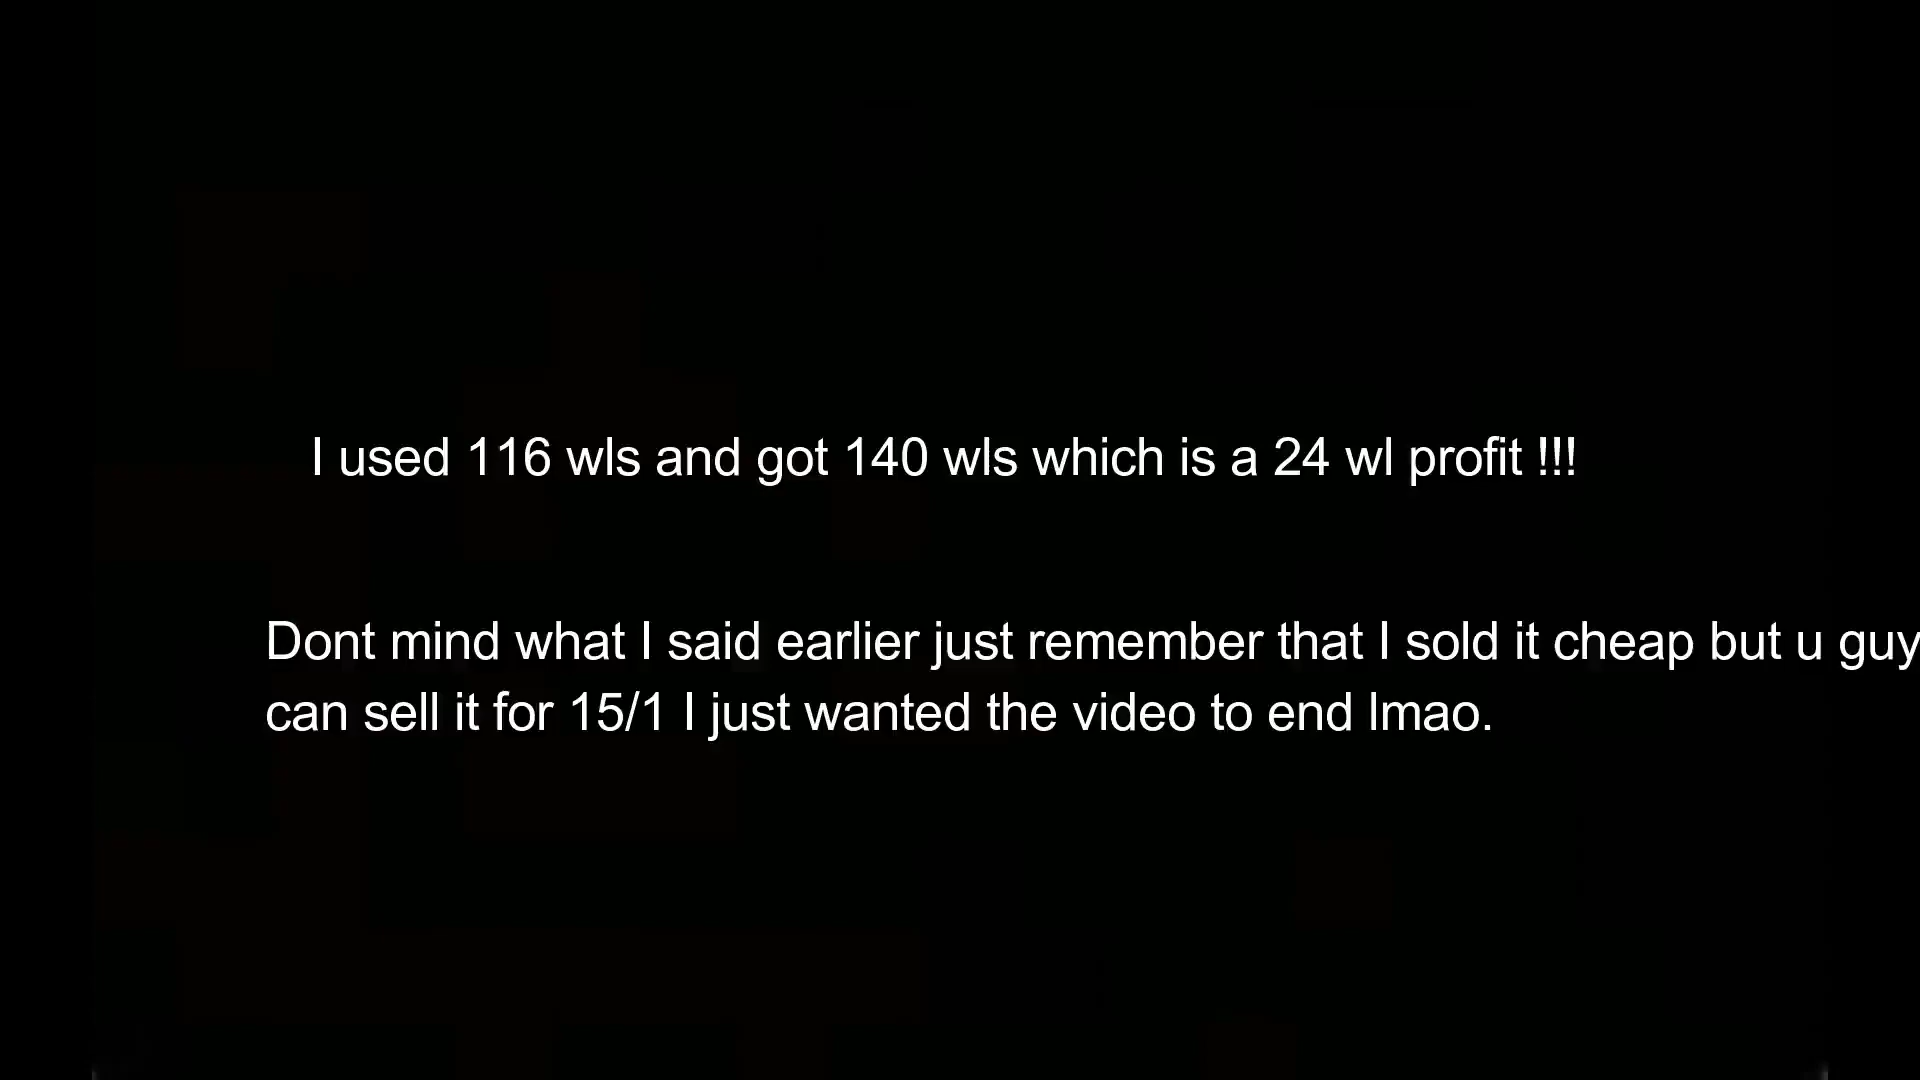 I used 116 wls and got 140 wls which is a 24 wl profit !!!
Dont mind what I said earlier just remember that I sold it cheap but u guy
can sell it for 15/1 I just wanted the video to end lmao.